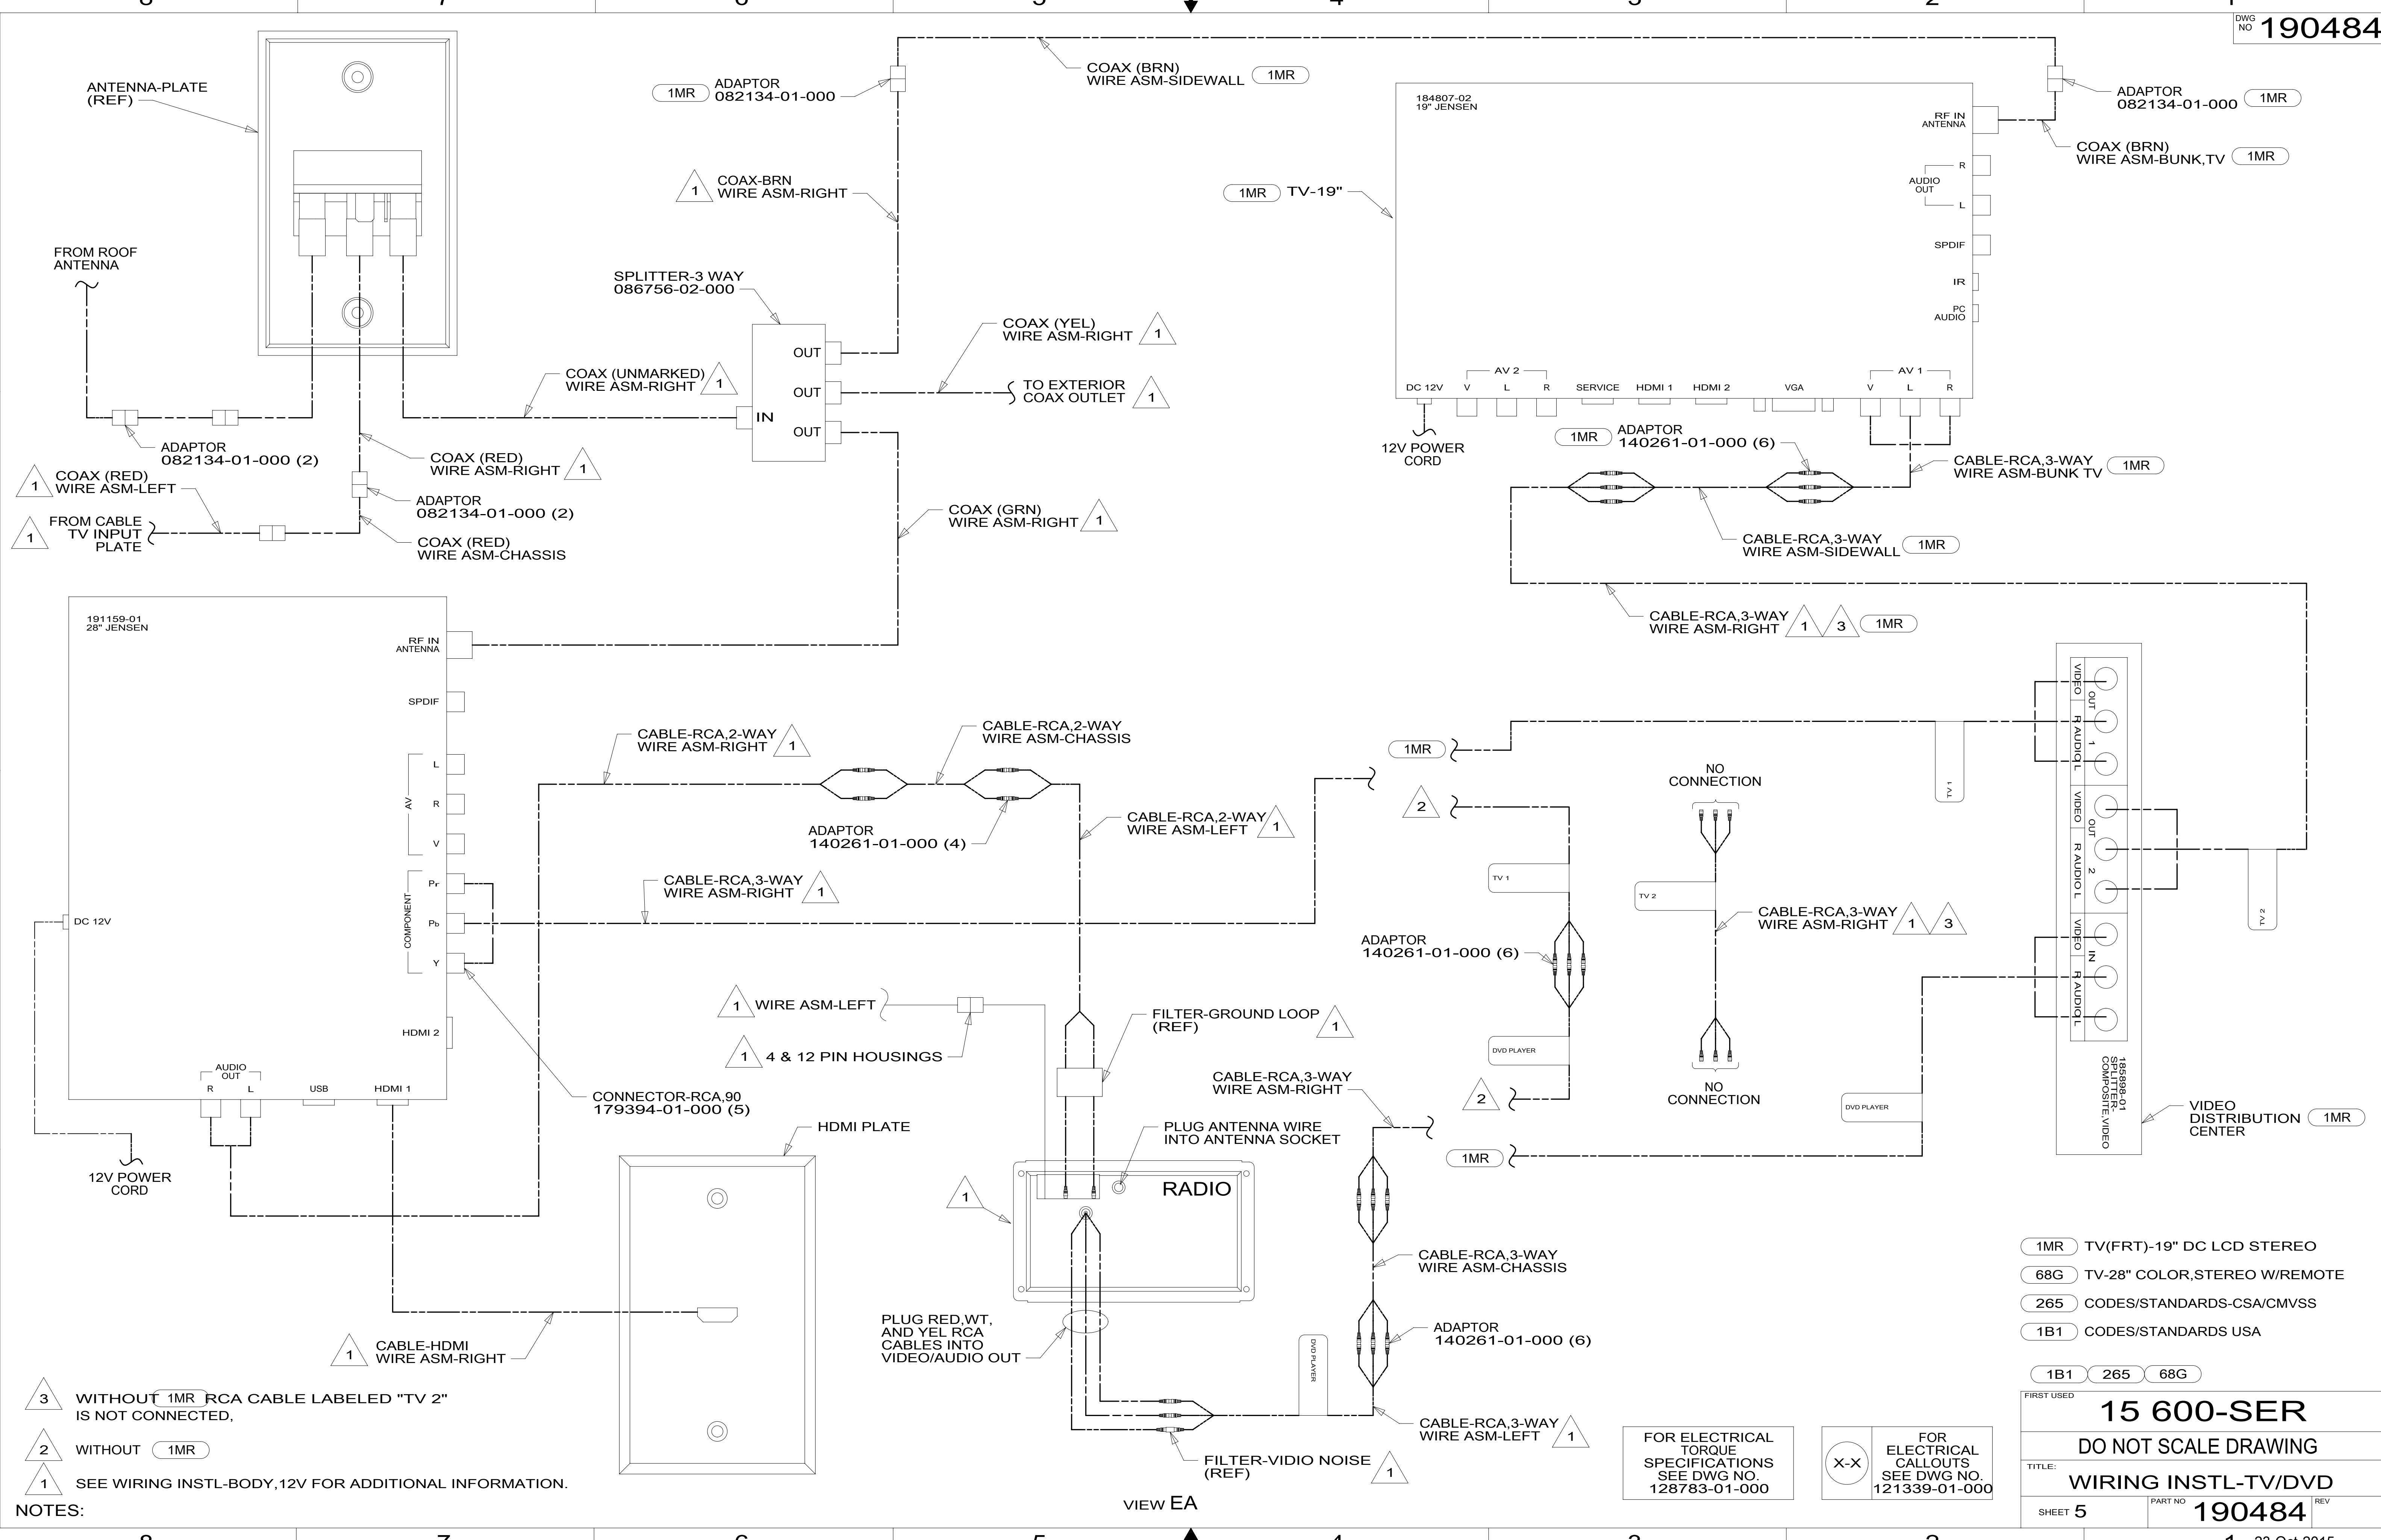 DWG
NO 190484
ANTENNA-PLATE
(REF)
1MR ADAPTOR
082134-01-000
COAX (BRN)
WIRE ASM-SIDEWALL 1MR
184807-02
19" JENSEN
RF IN
ANTENNA
ADAPTOR
082134-01-000 1MR
COAX (BRN)
WIRE ASM-BUNK,TV 1MR
1 COAX-BRN
WIRE ASM-RIGHT
1MR TV-19"
R
AUDIO
OUT
L
SPDIF
IR
PC
AUDIO
FROM ROOF
ANTENNA
SPLITTER-3 WAY
086756-02-000
COAX (YEL)
WIRE ASM-RIGHT 1
OUT
OUT
OUT
IN
COAX (UNMARKED)
WIRE ASM-RIGHT 1
TO EXTERIOR
COAX OUTLET 1
AV 2
AV 1
DC 12V V L R SERVICE HDMI 1 HDMI 2 VGA V L R
12V POWER
CORD
1MR ADAPTOR
140261-01-000 (6)
CABLE-RCA,3-WAY
WIRE ASM-BUNK TV 1MR
ADAPTOR
082134-01-000 (2)
COAX (RED)
WIRE ASM-RIGHT 1
1 COAX (RED)
WIRE ASM-LEFT
ADAPTOR
082134-01-000 (2)
1 FROM CABLE
TV INPUT
PLATE
COAX (RED)
WIRE ASM-CHASSIS
COAX (GRN)
WIRE ASM-RIGHT 1
CABLE-RCA,3-WAY
WIRE ASM-SIDEWALL 1MR
CABLE-RCA,3-WAY
WIRE ASM-RIGHT 1 3 1MR
191159-01
28" JENSEN
RF IN
ANTENNA
SPDIF
L
AV R
V
Pr
COMPONENT Pb
Y
HDMI 2
DC 12V
AUDIO
OUT
R L USB HDMI 1
12V POWER
CORD
CABLE-RCA,2-WAY
WIRE ASM-RIGHT 1
CABLE-RCA,2-WAY
WIRE ASM-CHASSIS
ADAPTOR
140261-01-000 (4)
CABLE-RCA,2-WAY
WIRE ASM-LEFT 1
CABLE-RCA,3-WAY
WIRE ASM-RIGHT 1
1MR
2
NO
CONNECTION
TV 1
TV 1
TV 2
CABLE-RCA,3-WAY
WIRE ASM-RIGHT 1 3
ADAPTOR
140261-01-000 (6)
DVD PLAYER
2
NO
CONNECTION
VIDEO OUT 1 R AUDIO L
VIDEO OUT 2 R AUDIO L
VIDEO IN R AUDIO L
185898-01
SPLITTER-
COMPOSITE,VIDEO
TV 2
DVD PLAYER
VIDEO
DISTRIBUTION
CENTER 1MR
1 WIRE ASM-LEFT
1 4 & 12 PIN HOUSINGS
FILTER-GROUND LOOP
(REF) 1
CONNECTOR-RCA,90
179394-01-000 (5)
CABLE-RCA,3-WAY
WIRE ASM-RIGHT
HDMI PLATE
PLUG ANTENNA WIRE
INTO ANTENNA SOCKET
1MR
1
RADIO
CABLE-RCA,3-WAY
WIRE ASM-CHASSIS
PLUG RED,WT,
AND YEL RCA
CABLES INTO
VIDEO/AUDIO OUT
DVD PLAYER
ADAPTOR
140261-01-000 (6)
1 CABLE-HDMI
WIRE ASM-RIGHT
CABLE-RCA,3-WAY
WIRE ASM-LEFT 1
FILTER-VIDIO NOISE
(REF) 1
VIEW EA
3 WITHOUT 1MR RCA CABLE LABELED "TV 2"
IS NOT CONNECTED,
2 WITHOUT 1MR
1 SEE WIRING INSTL-BODY,12V FOR ADDITIONAL INFORMATION.
NOTES:
1MR TV(FRT)-19" DC LCD STEREO
68G TV-28" COLOR,STEREO W/REMOTE
265 CODES/STANDARDS-CSA/CMVSS
1B1 CODES/STANDARDS USA
1B1 265 68G
FOR ELECTRICAL
TORQUE
SPECIFICATIONS
SEE DWG NO.
128783-01-000
X-X
FOR
ELECTRICAL
CALLOUTS
SEE DWG NO.
121339-01-000
FIRST USED
15 600-SER
DO NOT SCALE DRAWING
TITLE:
WIRING INSTL-TV/DVD
SHEET 5 PART NO 190484 REV